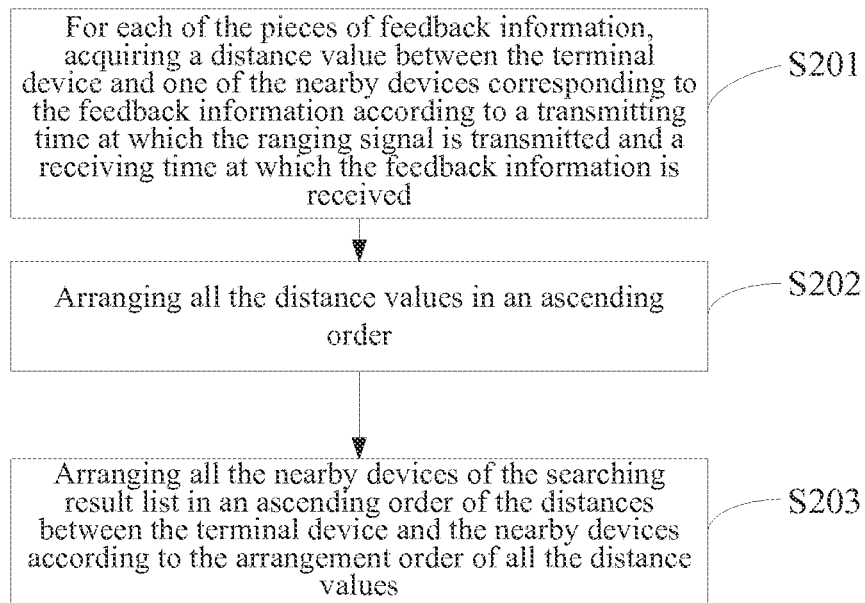 For each of the pieces of feedback information,
acquiring a distance value between the terminal
device and one of the nearby devices corresponding to
the feedback information according to a transmitting
time at which the ranging signal is transmitted and a
receiving time at which the feedback information is
received
S201
Arranging all the distance values in an ascending
order
S202
Arranging all the nearby devices of the searching
result list in an ascending order of the distances
between the terminal device and the nearby devices
according to the arrangement order of all the distance
values
S203